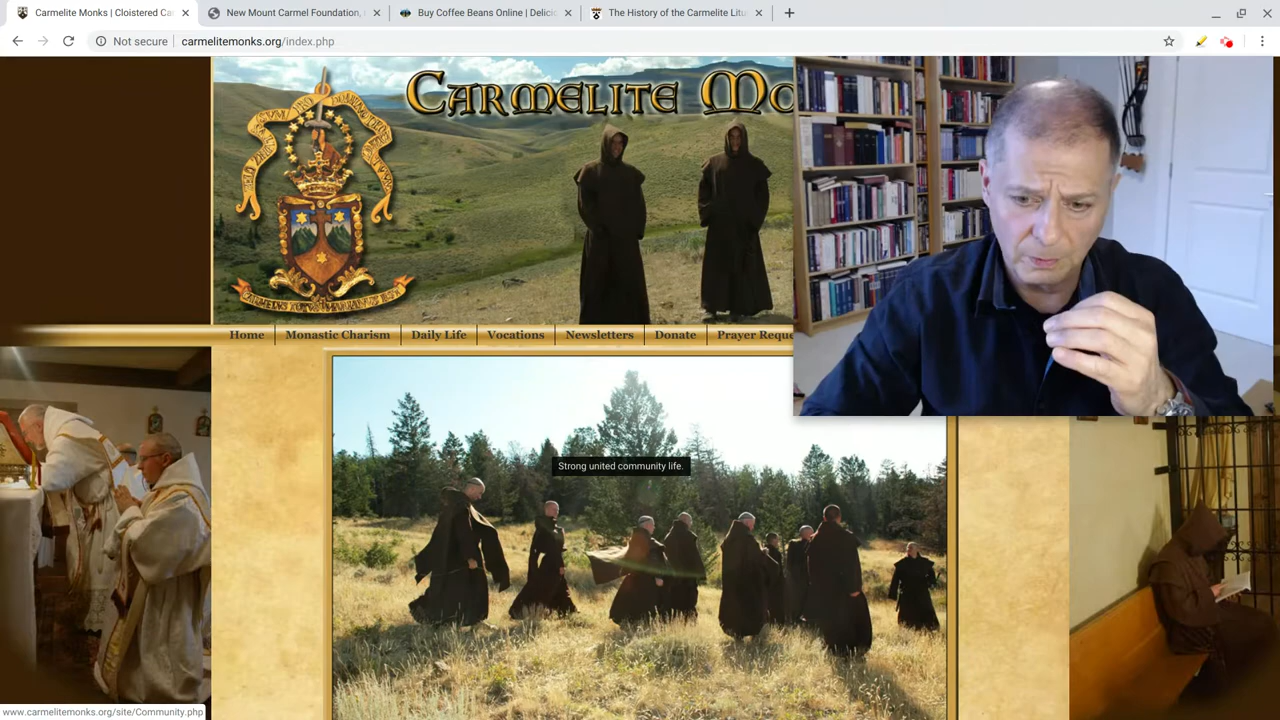 Carmelite Monks | Cloistered Ca
New Mount Carmel Foundation,
Buy Coffee Beans Online | Delici
The History of the Carmelite Litu
Not secure
carmelitemonks.org/index.php
Carmelite Mo
CARMELUS
Home
Monastic Charism
Daily Life
Vocations
Newsletters
Donate
Prayer Reque
Strong united community life.
www.carmelitemonks.org/site/Community.php